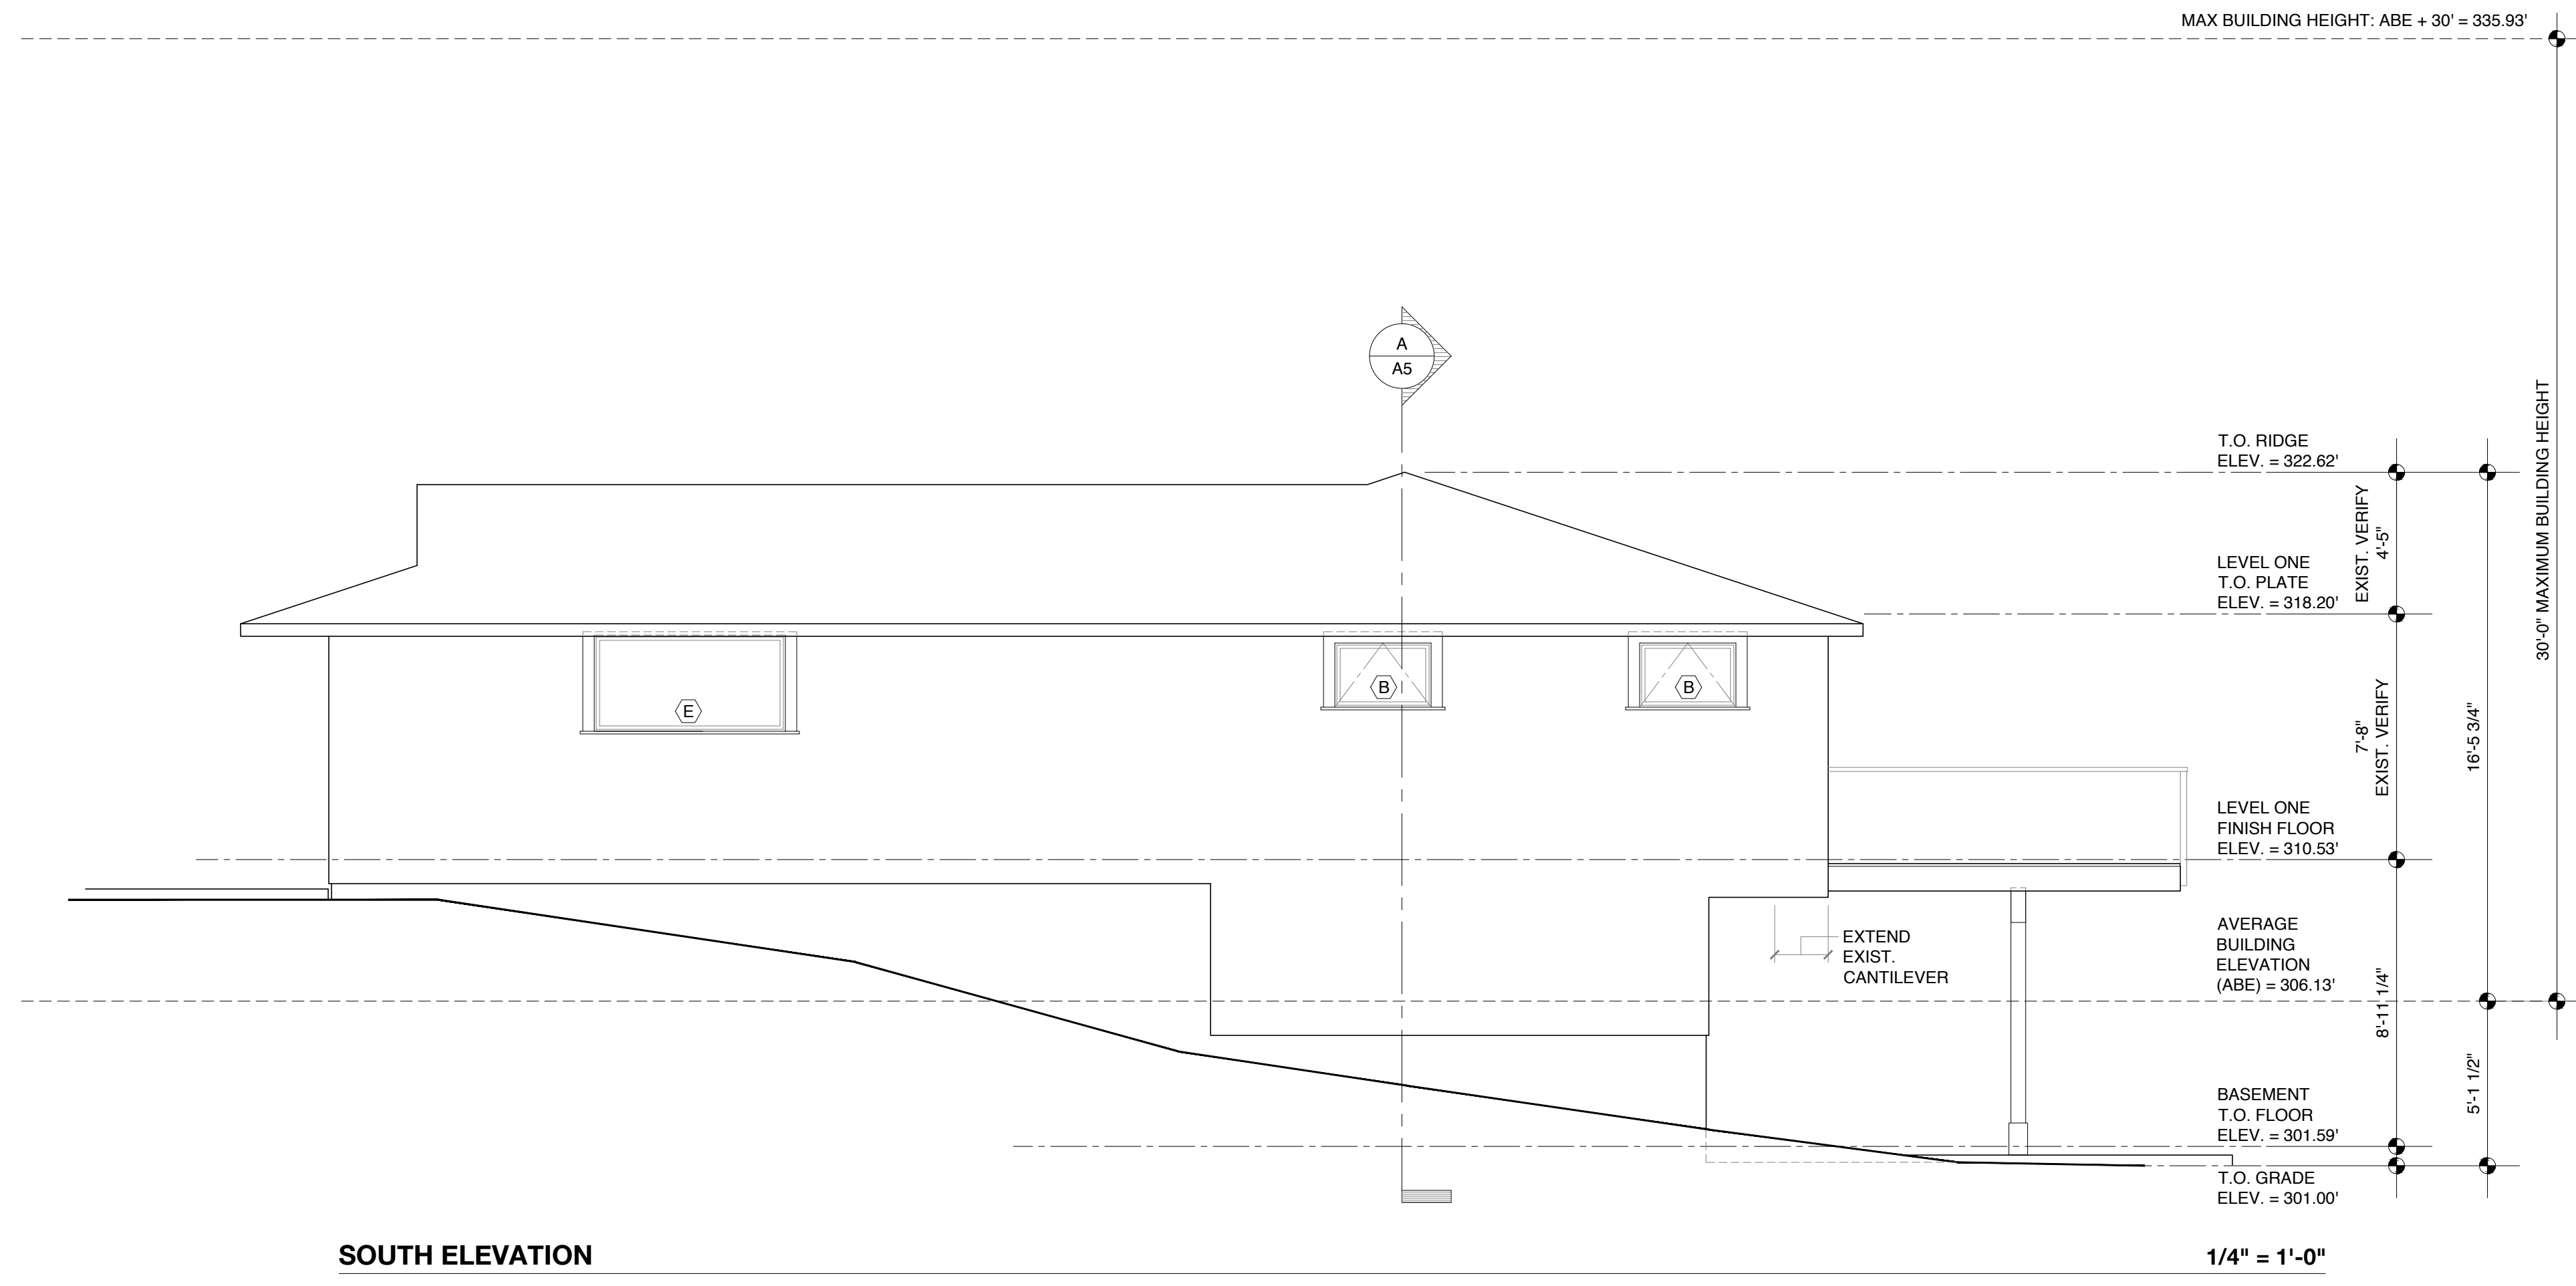 MAX BUILDING HEIGHT: ABE + 30' = 335.93'
A
A5
T.O. RIDGE
ELEV. = 322.62'
EXIST. VERIFY
4'-5"
30'-0" MAXIMUM BUILDING HEIGHT
LEVEL ONE
T.O. PLATE
ELEV. = 318.20'
E
B
B
7'-8"
EXIST. VERIFY
16'-5 3/4"
LEVEL ONE
FINISH FLOOR
ELEV. = 310.53'
EXTEND
EXIST.
CANTILEVER
AVERAGE
BUILDING
ELEVATION
(ABE) = 306.13'
8'-11 1/4"
5'-1 1/2"
BASEMENT
T.O. FLOOR
ELEV. = 301.59'
T.O. GRADE
ELEV. = 301.00'
SOUTH ELEVATION
1/4" = 1'-0"